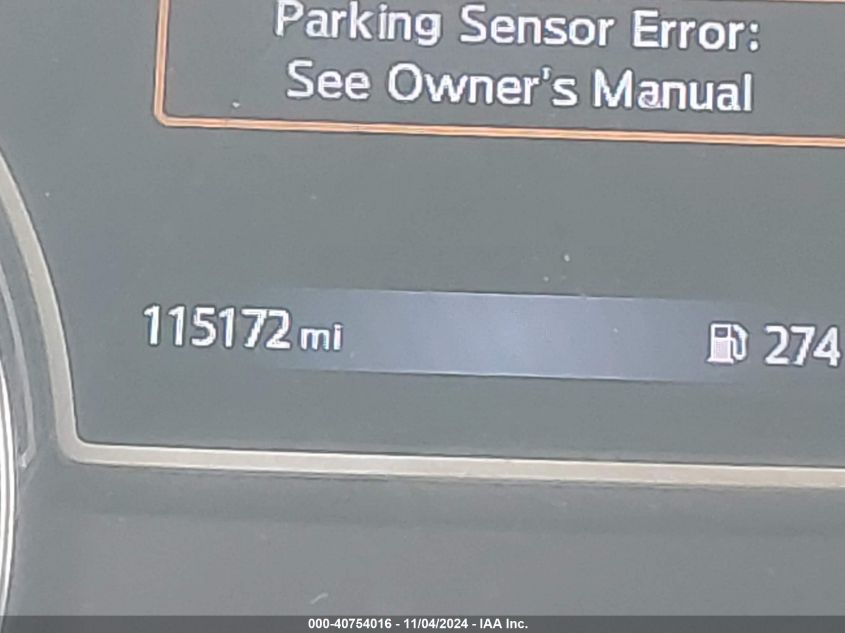 Parking Sensor Error:
See Owner's Manual
115172 mi
274
000-40754016 - 11/04/2024 - IAA Inc.